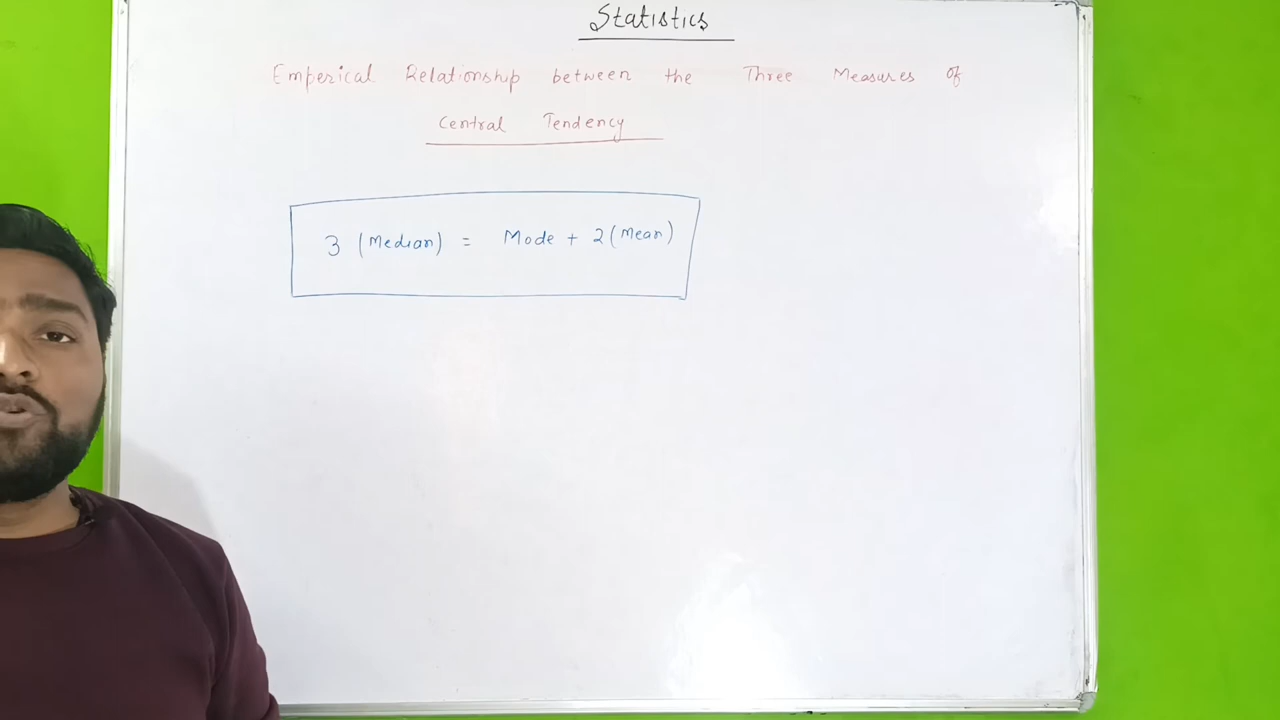 Statistics
Emperical Relationship between the Three Measures of
Central Tendency
3 (Median) = Mode + 2 (Mean)